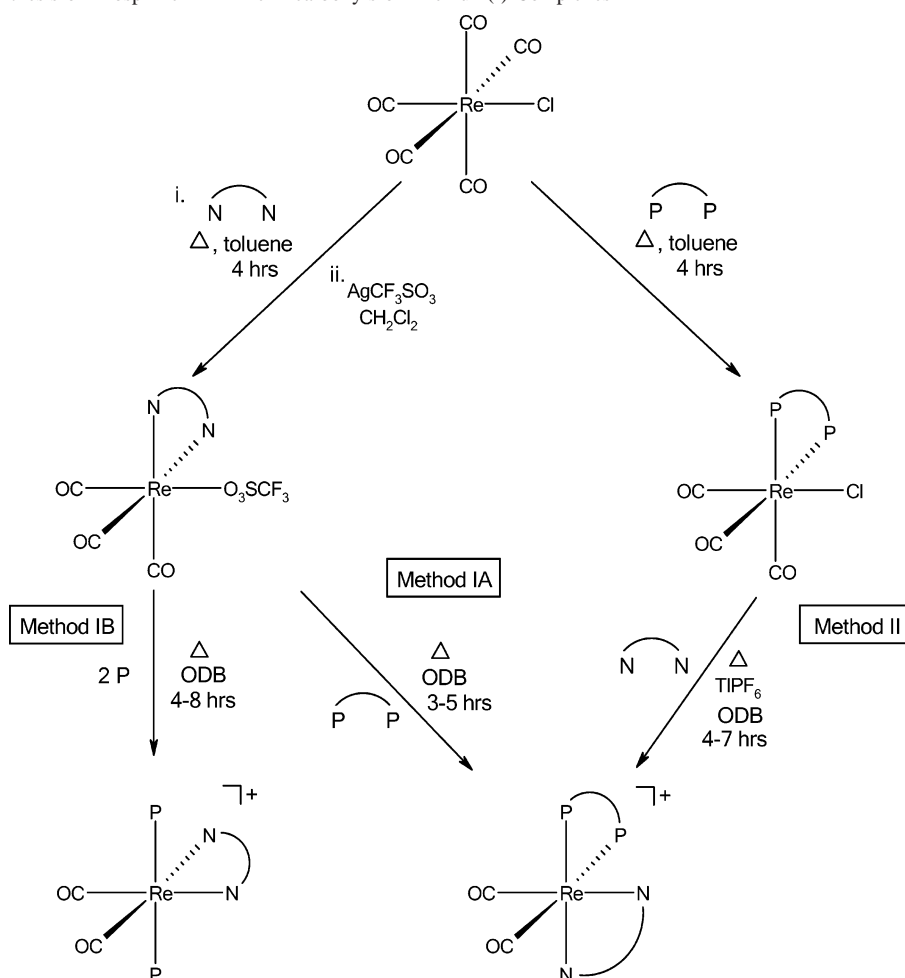 CO
CO
OC Re Cl
OC
CO
i. N N
△, toluene
4 hrs
ii. AgCF₃SO₃
CH₂Cl₂
P P
△, toluene
4 hrs
N
N
OC Re O₃SCF₃
OC
CO
P
P
OC Re Cl
OC
CO
Method IB
2 P
△
ODB
4-8 hrs
Method IA
△
ODB
3-5 hrs
P P
Method II
N N
△
TlPF₆
ODB
4-7 hrs
P
+
N
OC Re N
OC
P
P
+
P
OC Re N
OC
N